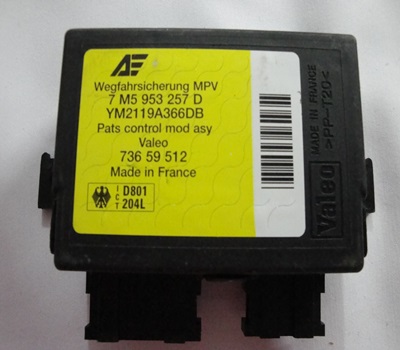 AE
Wegfahrsicherung MPV
7 M5 953 257 D
YM2119A366DB
Pats control mod asy
Valeo
736 59 512
Made in France
ICT D801
204L
Valeo
MADE IN FRANCE
>PP-T20<